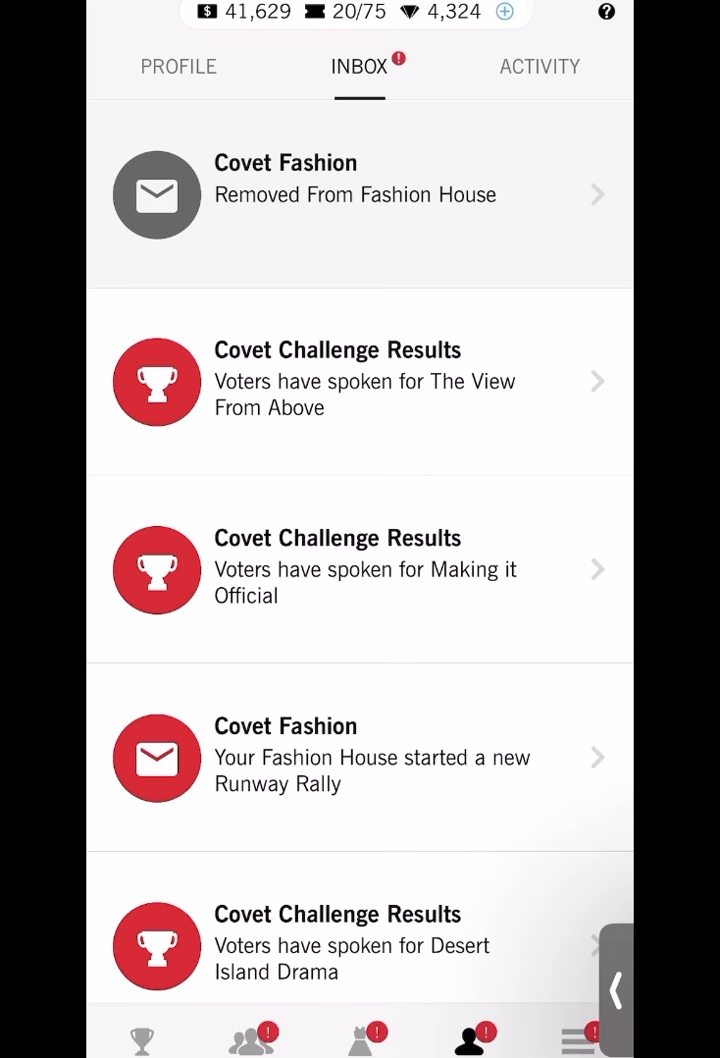 41,629 20/75 4,324
PROFILE INBOX ACTIVITY
Covet Fashion
Removed From Fashion House
Covet Challenge Results
Voters have spoken for The View
From Above
Covet Challenge Results
Voters have spoken for Making it
Official
Covet Fashion
Your Fashion House started a new
Runway Rally
Covet Challenge Results
Voters have spoken for Desert
Island Drama